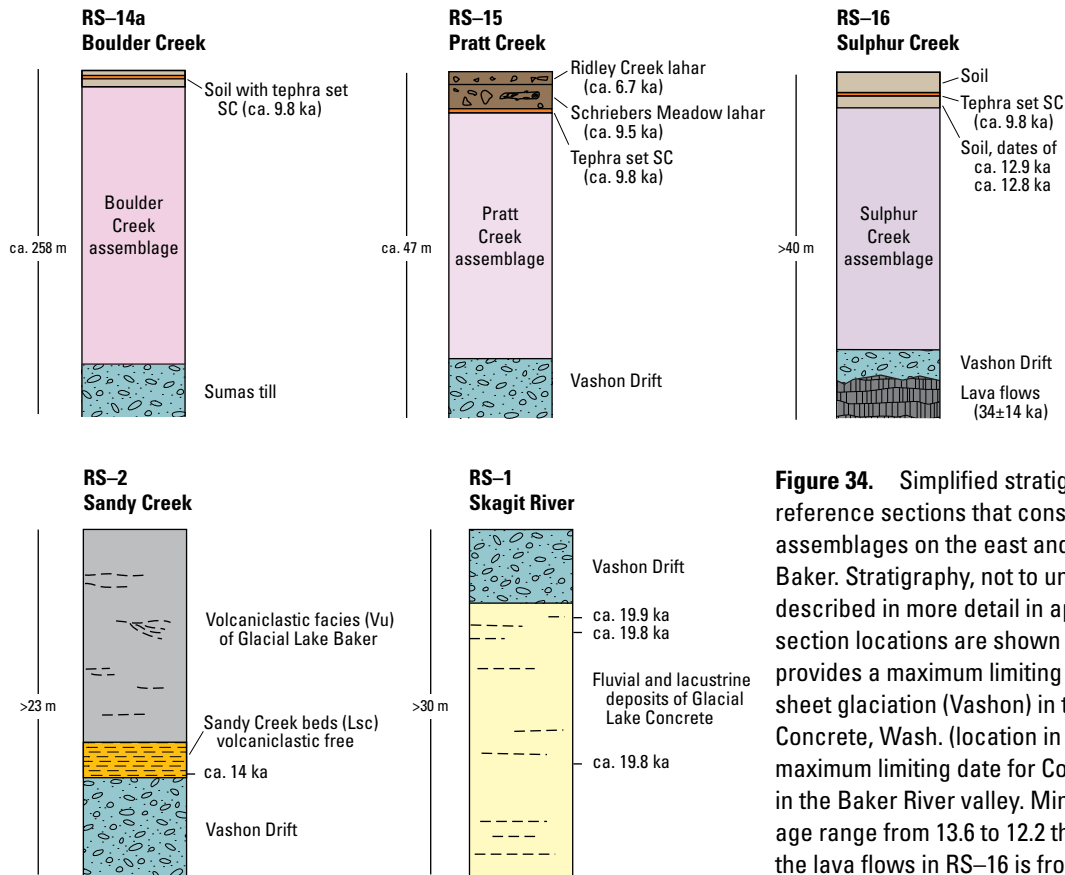 RS–14a
Boulder Creek
Soil with tephra set
SC (ca. 9.8 ka)
Boulder
Creek
assemblage
ca. 258 m
Sumas till
RS–15
Pratt Creek
Ridley Creek lahar
(ca. 6.7 ka)
Schriebers Meadow lahar
(ca. 9.5 ka)
Tephra set SC
(ca. 9.8 ka)
Pratt
Creek
assemblage
ca. 47 m
Vashon Drift
RS–16
Sulphur Creek
Soil
Tephra set SC
(ca. 9.8 ka)
Soil, dates of
ca. 12.9 ka
ca. 12.8 ka
Sulphur
Creek
assemblage
>40 m
Vashon Drift
Lava flows
(34±14 ka)
RS–2
Sandy Creek
Volcaniclastic facies (Vu)
of Glacial Lake Baker
>23 m
Sandy Creek beds (Lsc)
volcaniclastic free
ca. 14 ka
Vashon Drift
RS–1
Skagit River
Vashon Drift
ca. 19.9 ka
ca. 19.8 ka
Fluvial and lacustrine
deposits of Glacial
Lake Concrete
>30 m
ca. 19.8 ka
Figure 34. Simplified stratig
reference sections that cons
assemblages on the east and
Baker. Stratigraphy, not to un
described in more detail in ap
section locations are shown
provides a maximum limiting
sheet glaciation (Vashon) in t
Concrete, Wash. (location in
maximum limiting date for Co
in the Baker River valley. Min
age range from 13.6 to 12.2 th
the lava flows in RS–16 is fro